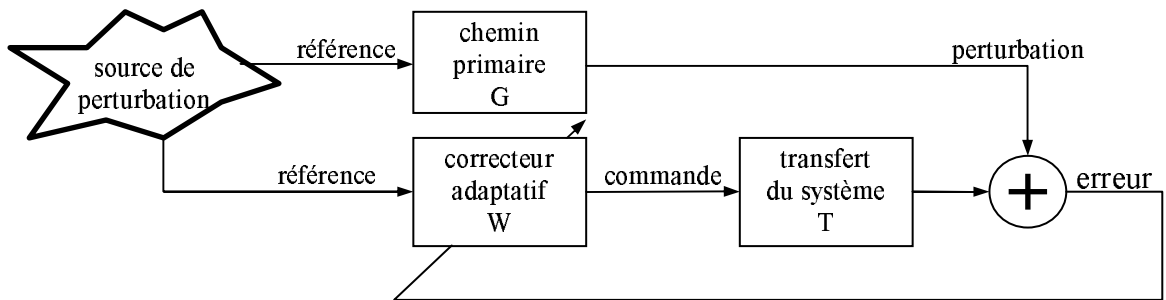 source de
perturbation
référence
chemin
primaire
G
perturbation
référence
correcteur
adaptatif
W
commande
transfert
du système
T
+
erreur